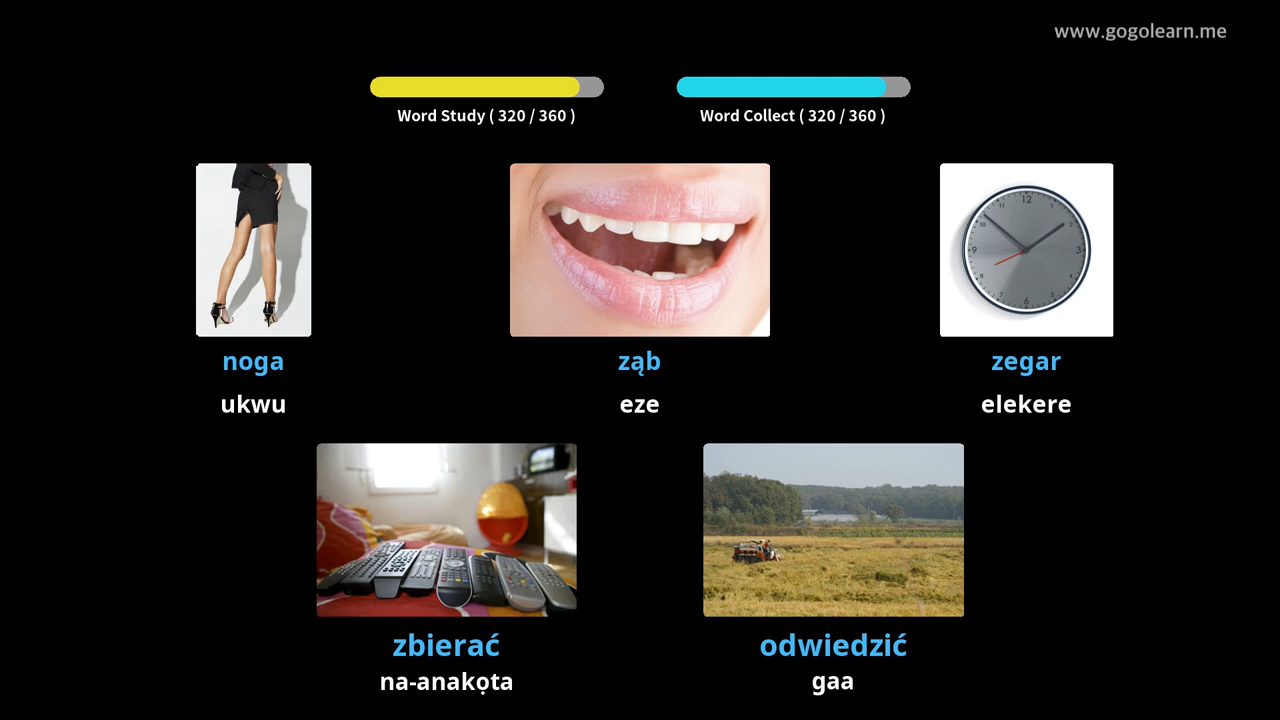 www.gogolearn.me
Word Study ( 320 / 360 )
Word Collect ( 320 / 360 )
noga
ząb
zegar
ukwu
eze
elekere
zbierać
odwiedzić
na-anakọta
gaa